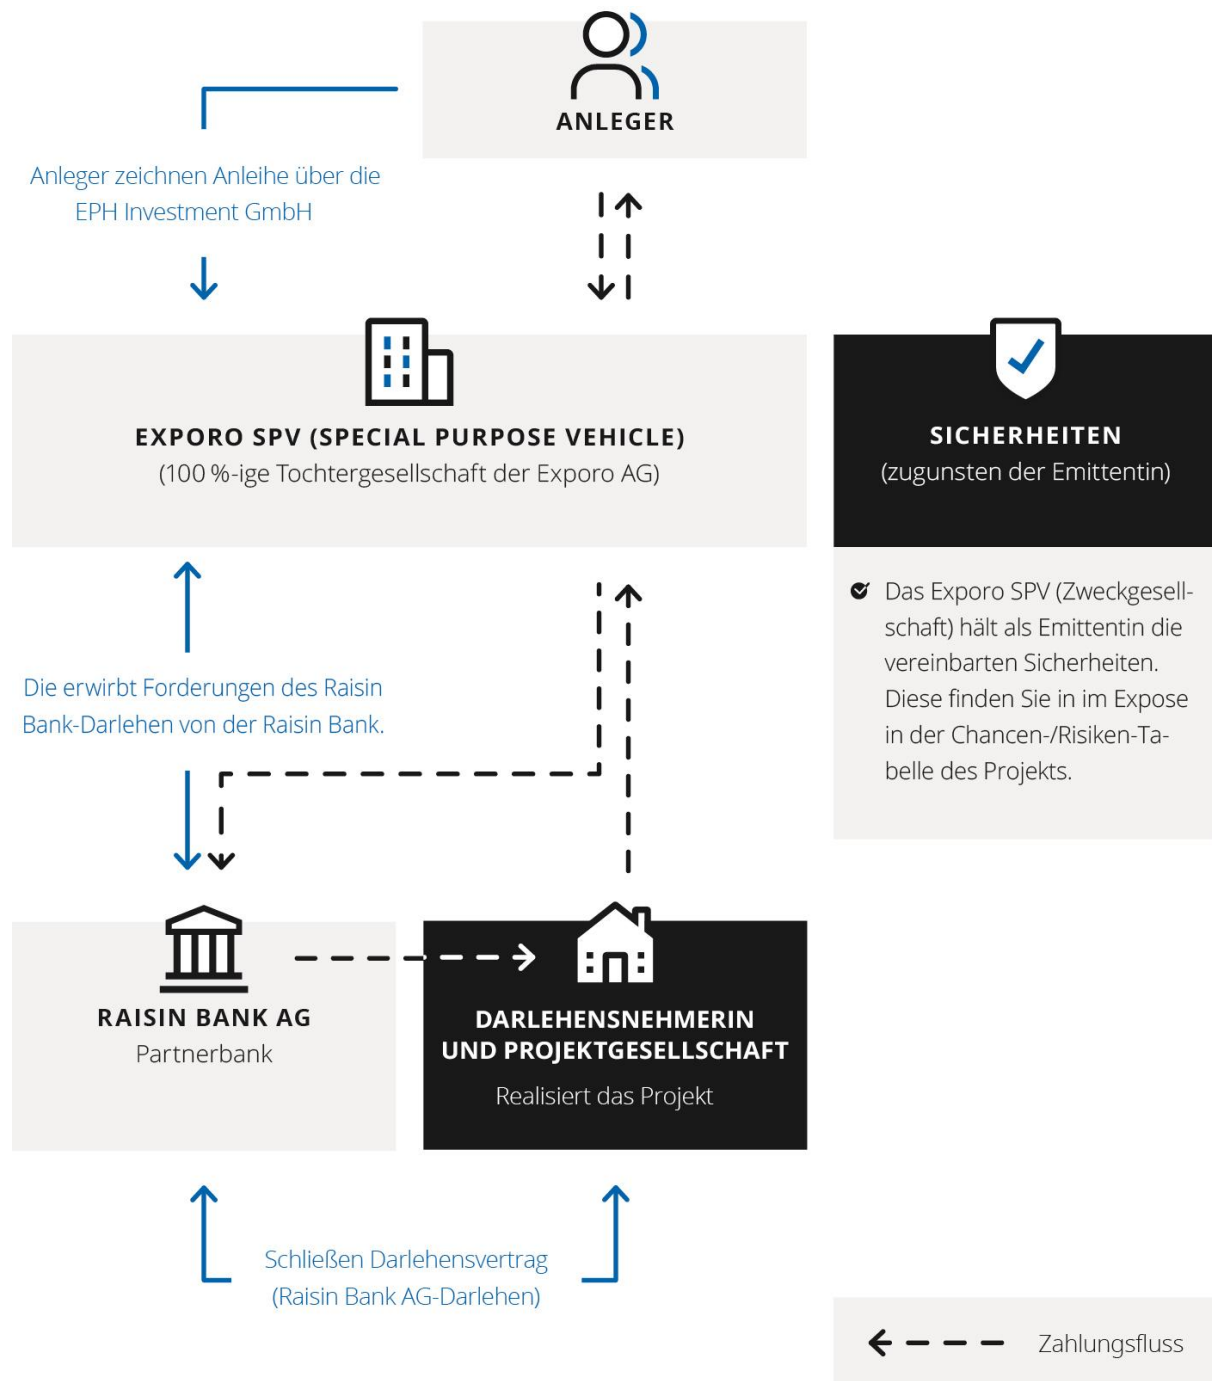 ANLEGER
Anleger zeichnen Anleihe über die
EPH Investment GmbH
EXPORO SPV (SPECIAL PURPOSE VEHICLE)
(100 %-ige Tochtergesellschaft der Exporo AG)
SICHERHEITEN
(zugunsten der Emittentin)
Das Exporo SPV (Zweckgesell-
schaft) hält als Emittentin die
vereinbarten Sicherheiten.
Diese finden Sie in im Expose
in der Chancen-/Risiken-Ta-
belle des Projekts.
Die erwirbt Forderungen des Raisin
Bank-Darlehen von der Raisin Bank.
RAISIN BANK AG
Partnerbank
DARLEHENSNEHMERIN
UND PROJEKTGESELLSCHAFT
Realisiert das Projekt
Schließen Darlehensvertrag
(Raisin Bank AG-Darlehen)
Zahlungsfluss